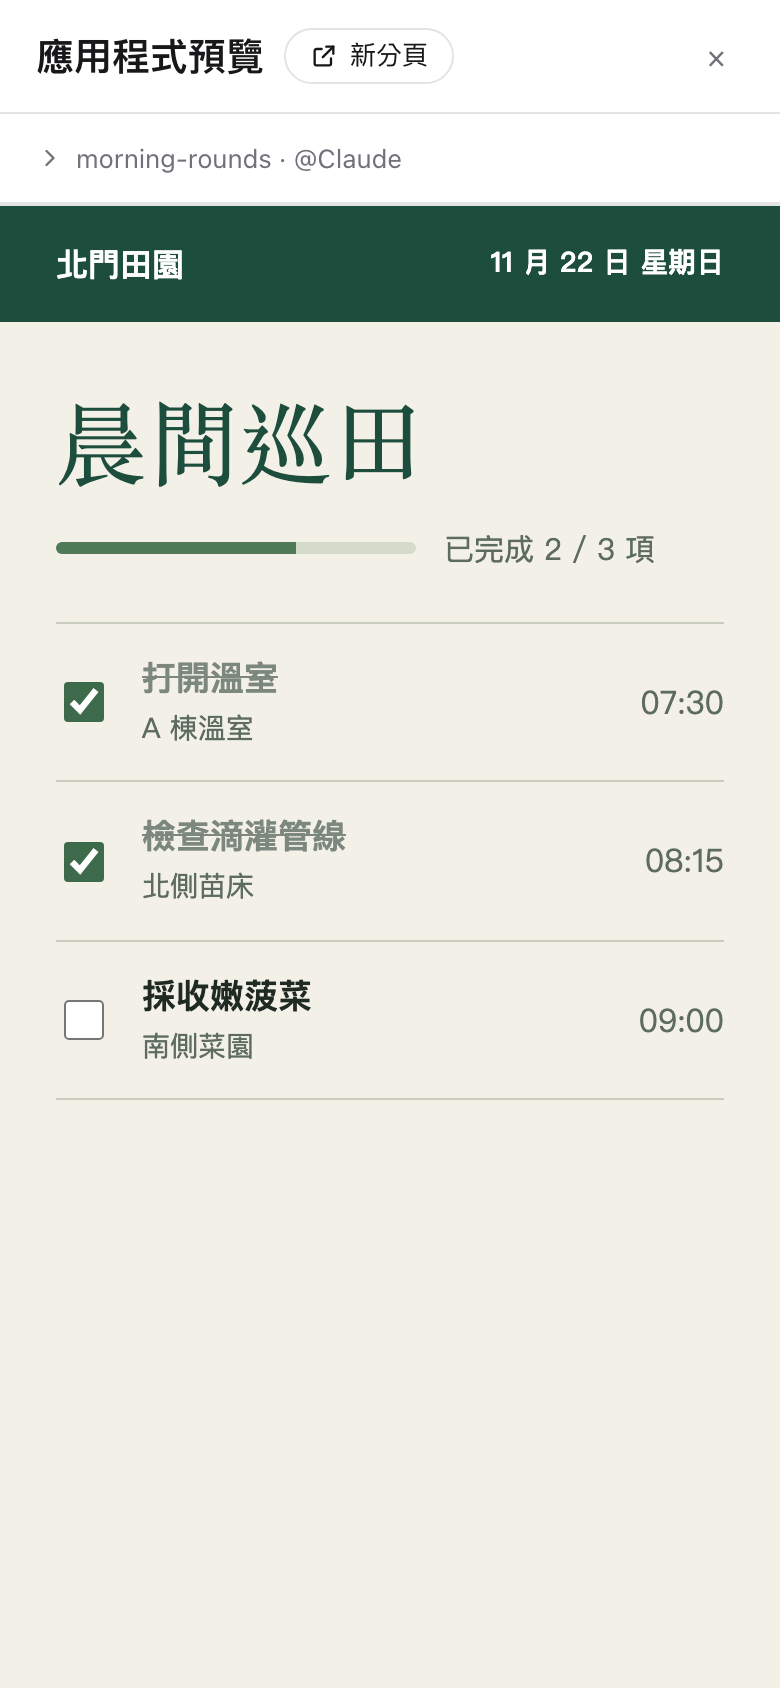 應用程式預覽
新分頁
×
morning-rounds · @Claude
北門田園
11 月 22 日 星期日
晨間巡田
已完成 2 / 3 項
打開溫室
A 棟溫室
07:30
檢查滴灌管線
北側苗床
08:15
採收嫩菠菜
南側菜園
09:00